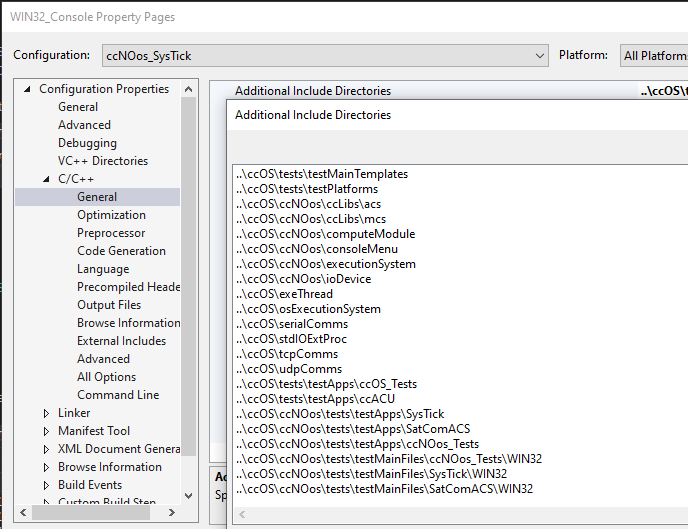 WIN32_Console Property Pages
Configuration: ccNOos_SysTick Platform: All Platform
Configuration Properties
General
Advanced
Debugging
VC++ Directories
C/C++
General
Optimization
Preprocessor
Code Generation
Language
Precompiled Heade
Output Files
Browse Information
External Includes
Advanced
All Options
Command Line
Linker
Manifest Tool
XML Document Genera
Browse Information
Build Events
Custom Build Step
Additional Include Directories ..\ccOS\t
Additional Include Directories
..\ccOS\tests\testMainTemplates
..\ccOS\tests\testPlatforms
..\ccOS\ccNOos\ccLibs\acs
..\ccOS\ccNOos\ccLibs\mcs
..\ccOS\ccNOos\computeModule
..\ccOS\ccNOos\consoleMenu
..\ccOS\ccNOos\executionSystem
..\ccOS\ccNOos\ioDevice
..\ccOS\exeThread
..\ccOS\osExecutionSystem
..\ccOS\serialComms
..\ccOS\stdIOExtProc
..\ccOS\tcpComms
..\ccOS\udpComms
..\ccOS\tests\testApps\ccOS_Tests
..\ccOS\tests\testApps\ccACU
..\ccOS\ccNOos\tests\testApps\SysTick
..\ccOS\ccNOos\tests\testApps\SatComACS
..\ccOS\ccNOos\tests\testApps\ccNOos_Tests
..\ccOS\ccNOos\tests\testMainFiles\ccNOos_Tests\WIN32
..\ccOS\ccNOos\tests\testMainFiles\SysTick\WIN32
..\ccOS\ccNOos\tests\testMainFiles\SatComACS\WIN32
Ad
Sp